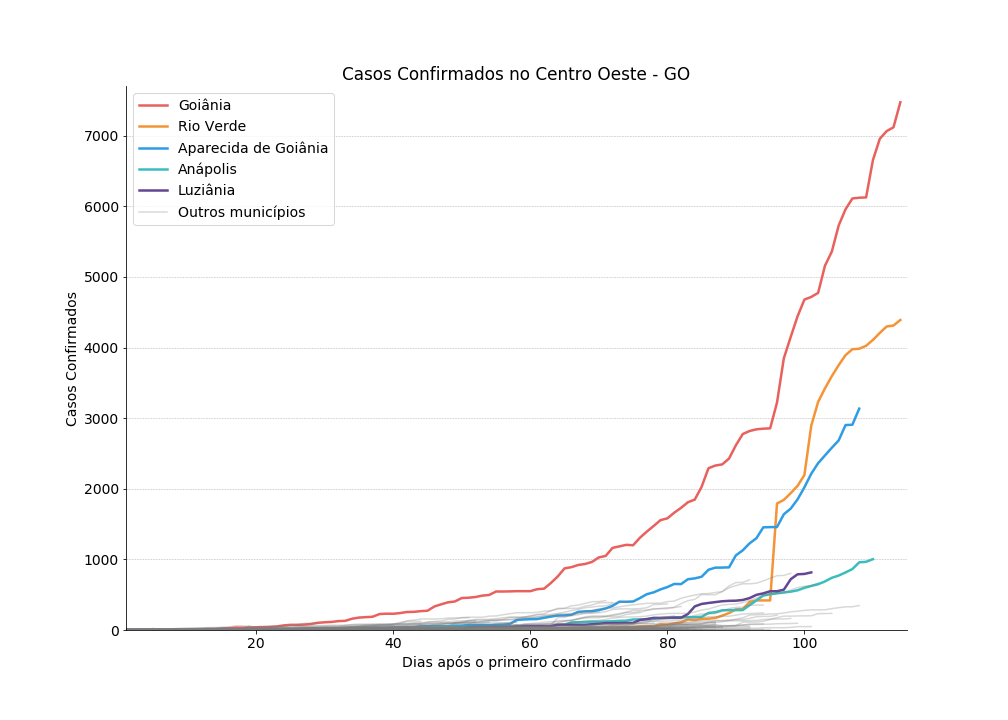 Casos Confirmados no Centro Oeste - GO
Goiânia
Rio Verde
Aparecida de Goiânia
Anápolis
Luziânia
Outros municípios
Casos Confirmados
7000
6000
5000
4000
3000
2000
1000
0
20
40
60
80
100
Dias após o primeiro confirmado